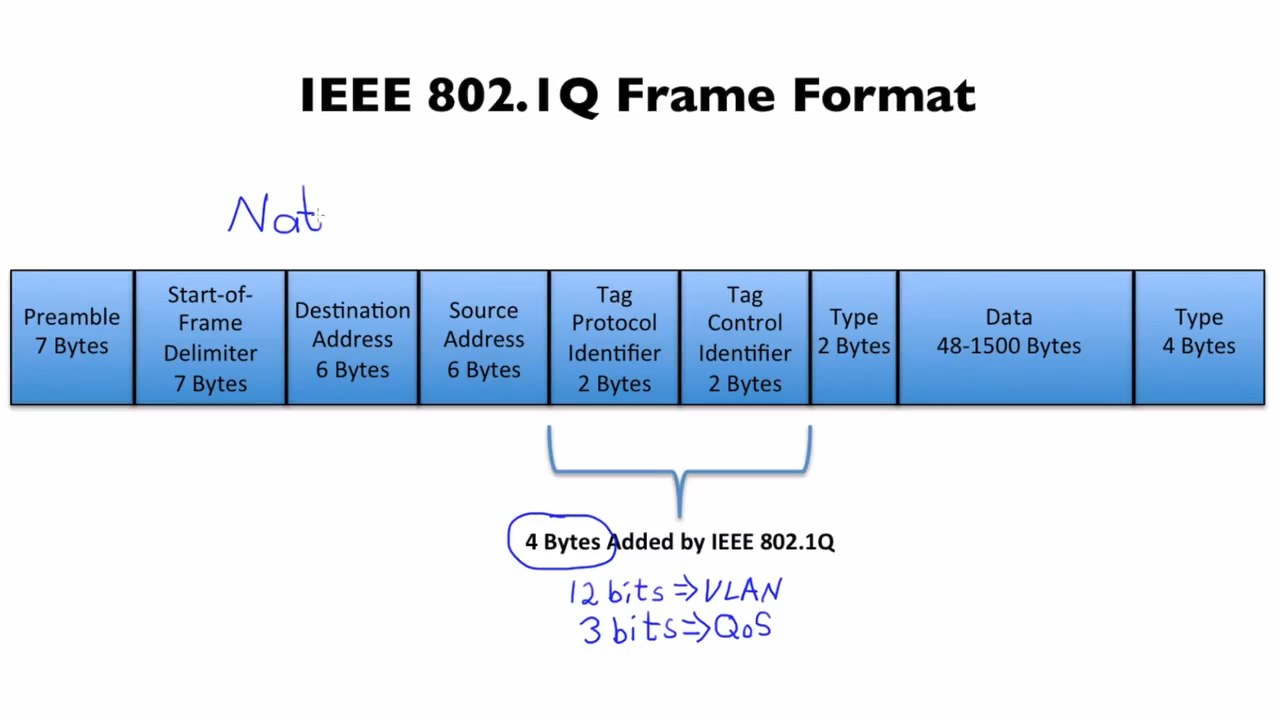 IEEE 802.1Q Frame Format
Nat
Preamble
7 Bytes
Start-of-
Frame
Delimiter
7 Bytes
Destination
Address
6 Bytes
Source
Address
6 Bytes
Tag
Protocol
Identifier
2 Bytes
Tag
Control
Identifier
2 Bytes
Type
2 Bytes
Data
48-1500 Bytes
Type
4 Bytes
4 Bytes Added by IEEE 802.1Q
12 bits => VLAN
3 bits => QoS